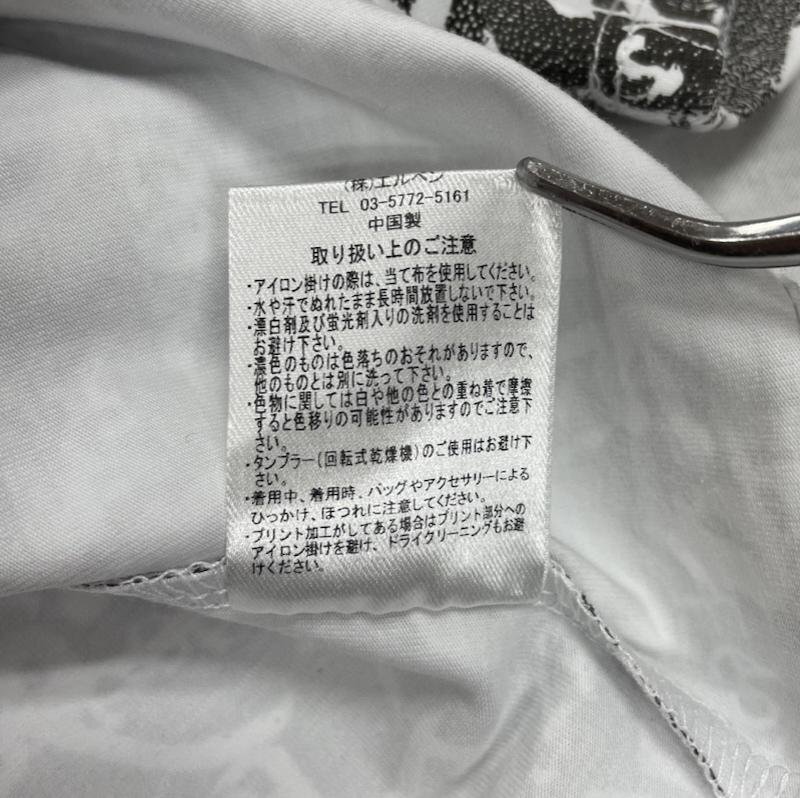 (株)エルベン
TEL 03-5772-5161
中国製
取り扱い上のご注意
・アイロン掛けの際は、当て布を使用してください。
・水や汗でぬれたまま長時間放置しないで下さい。
・漂白剤及び蛍光剤入りの洗剤を使用することは
お避け下さい。
・濃色のものは色落ちのおそれがありますので、
他のものとは別に洗って下さい。
・色物に関しては白や他の色との重ね着で摩擦
すると色移りの可能性がありますのでご注意下
さい。
・タンブラー(回転式乾燥機)のご使用はお避け下
さい。
・着用中、着用時、バッグやアクセサリーによる
ひっかけ、ほつれに注意してください。
・プリント加工がしてある場合はプリント部分への
アイロン掛けを避け、ドライクリーニングもお避
けください。